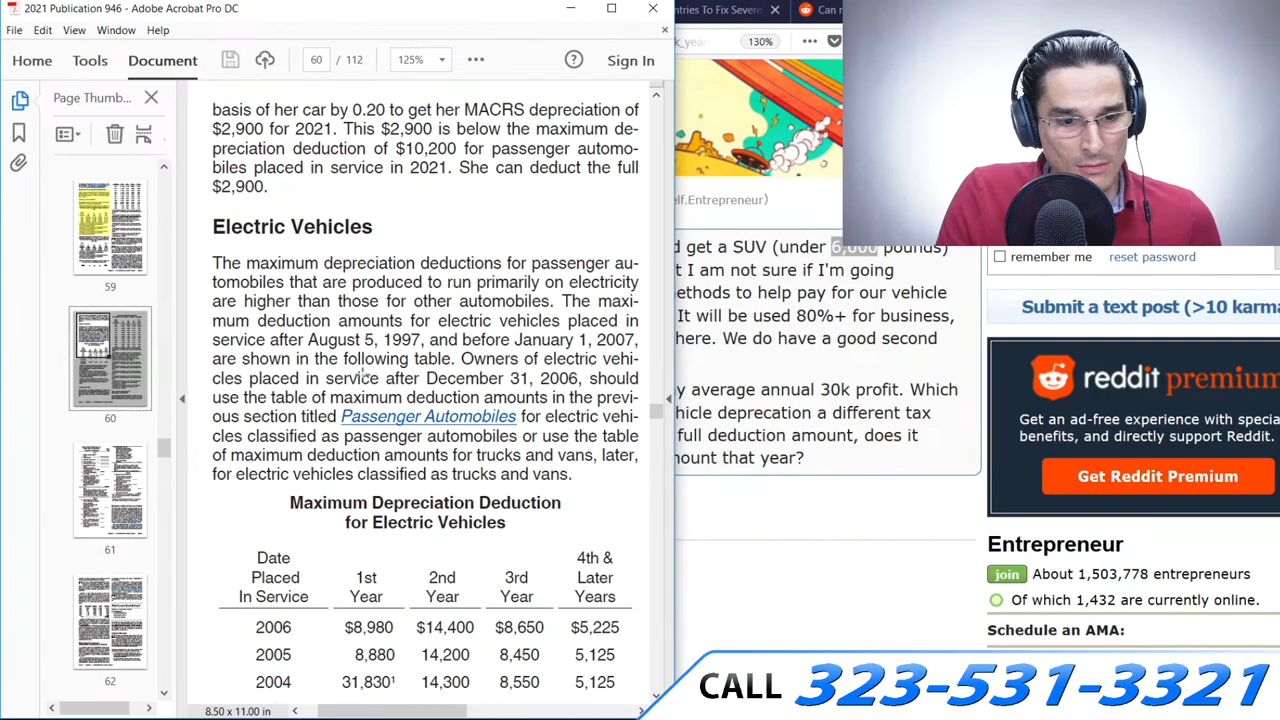 2021 Publication 946 - Adobe Acrobat Pro DC
File Edit View Window Help
Home Tools Document 60 / 112 125% Sign In
Page Thumb...
59
60
61
62
basis of her car by 0.20 to get her MACRS depreciation of
$2,900 for 2021. This $2,900 is below the maximum de-
preciation deduction of $10,200 for passenger automo-
biles placed in service in 2021. She can deduct the full
$2,900.
Electric Vehicles
The maximum depreciation deductions for passenger au-
tomobiles that are produced to run primarily on electricity
are higher than those for other automobiles. The maxi-
mum deduction amounts for electric vehicles placed in
service after August 5, 1997, and before January 1, 2007,
are shown in the following table. Owners of electric vehi-
cles placed in service after December 31, 2006, should
use the table of maximum deduction amounts in the previ-
ous section titled Passenger Automobiles for electric vehi-
cles classified as passenger automobiles or use the table
of maximum deduction amounts for trucks and vans, later,
for electric vehicles classified as trucks and vans.
Maximum Depreciation Deduction
for Electric Vehicles
Date
Placed
In Service
1st
Year
2nd
Year
3rd
Year
4th &
Later
Years
2006 $8,980 $14,400 $8,650 $5,225
2005 8,880 14,200 8,450 5,125
2004 31,830¹ 14,300 8,550 5,125
8.50 x 11.00 in
ntries To Fix Severe
Can r
k_year
130%
elf.Entrepreneur)
d get a SUV (under 6,000 pounds)
t I am not sure if I'm going
ethods to help pay for our vehicle
It will be used 80%+ for business,
here. We do have a good second
y average annual 30k profit. Which
hicle deprecation a different tax
full deduction amount, does it
mount that year?
remember me reset password
Submit a text post (>10 karma
reddit premium
Get an ad-free experience with special
benefits, and directly support Reddit.
Get Reddit Premium
Entrepreneur
join About 1,503,778 entrepreneurs
Of which 1,432 are currently online.
Schedule an AMA:
CALL 323-531-3321